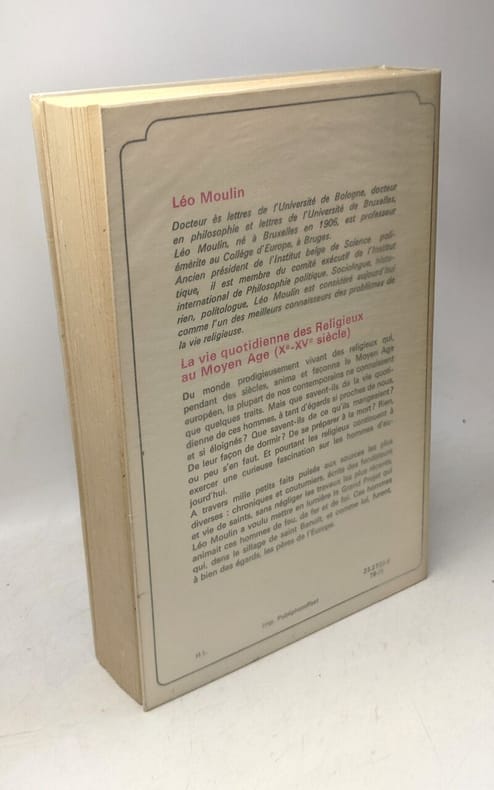 Léo Moulin
Docteur ès lettres de l'Université de Bologne, docteur
en philosophie et lettres de l'Université de Bruxelles,
Léo Moulin, né à Bruxelles en 1906, est professeur
émérite au Collège d'Europe, à Bruges.
Ancien président de l'Institut belge de Science poli-
tique, il est membre du comité exécutif de l'Institut
international de Philosophie politique. Sociologue, histo-
rien, politologue, Léo Moulin est considéré aujourd'hui
comme l'un des meilleurs connaisseurs des problèmes de
la vie religieuse.
La vie quotidienne des Religieux
au Moyen Age (Xe-XVe siècle)
Du monde prodigieusement vivant des religieux qui,
pendant des siècles, anima et façonna le Moyen Age
européen, la plupart de nos contemporains ne connaissent
que quelques traits. Mais que savent-ils de la vie quoti-
dienne de ces hommes, à tant d'égards si proches de nous,
et si éloignés ? Que savent-ils de ce qu'ils mangeaient ?
De leur façon de dormir ? De se préparer à la mort ? Rien,
ou peu s'en faut. Et pourtant les religieux continuent à
exercer une curieuse fascination sur les hommes d'au-
jourd'hui.
A travers mille petits faits puisés aux sources les plus
diverses : chroniques et coutumiers, écrits des fondateurs
et vie de saints, sans négliger les travaux les plus récents,
Léo Moulin a voulu mettre en lumière le Grand Projet qui
animait ces hommes de feu, de fer et de foi. Ces hommes
qui, dans le sillage de saint Benoît, et comme lui, furent,
à bien des égards, les pères de l'Europe.
H L.